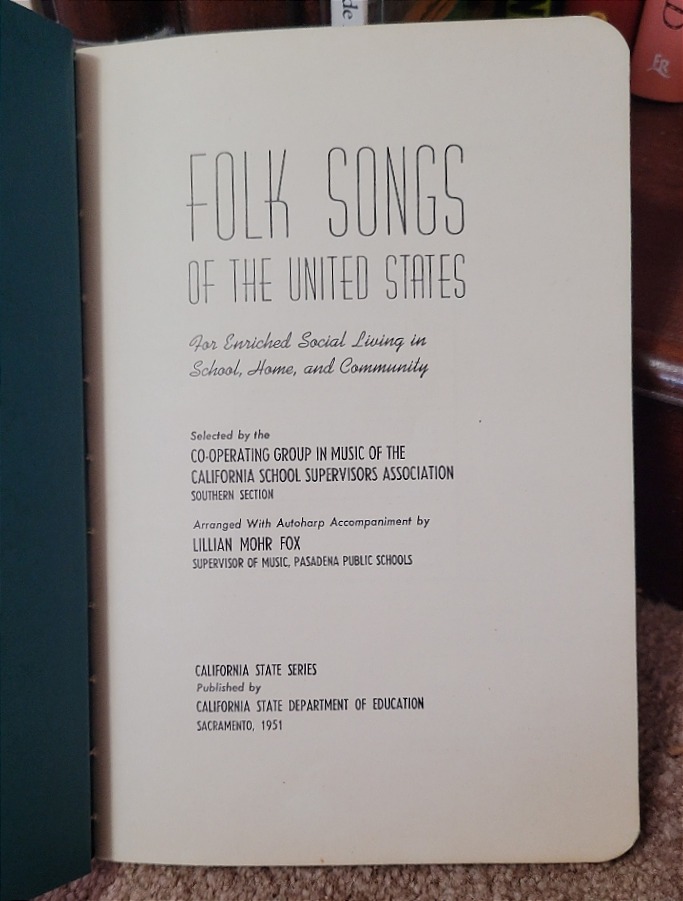 de
FOLK SONGS
OF THE UNITED STATES
For Enriched Social Living in
School, Home, and Community
Selected by the
CO-OPERATING GROUP IN MUSIC OF THE
CALIFORNIA SCHOOL SUPERVISORS ASSOCIATION
SOUTHERN SECTION
Arranged With Autoharp Accompaniment by
LILLIAN MOHR FOX
SUPERVISOR OF MUSIC, PASADENA PUBLIC SCHOOLS
CALIFORNIA STATE SERIES
Published by
CALIFORNIA STATE DEPARTMENT OF EDUCATION
SACRAMENTO, 1951